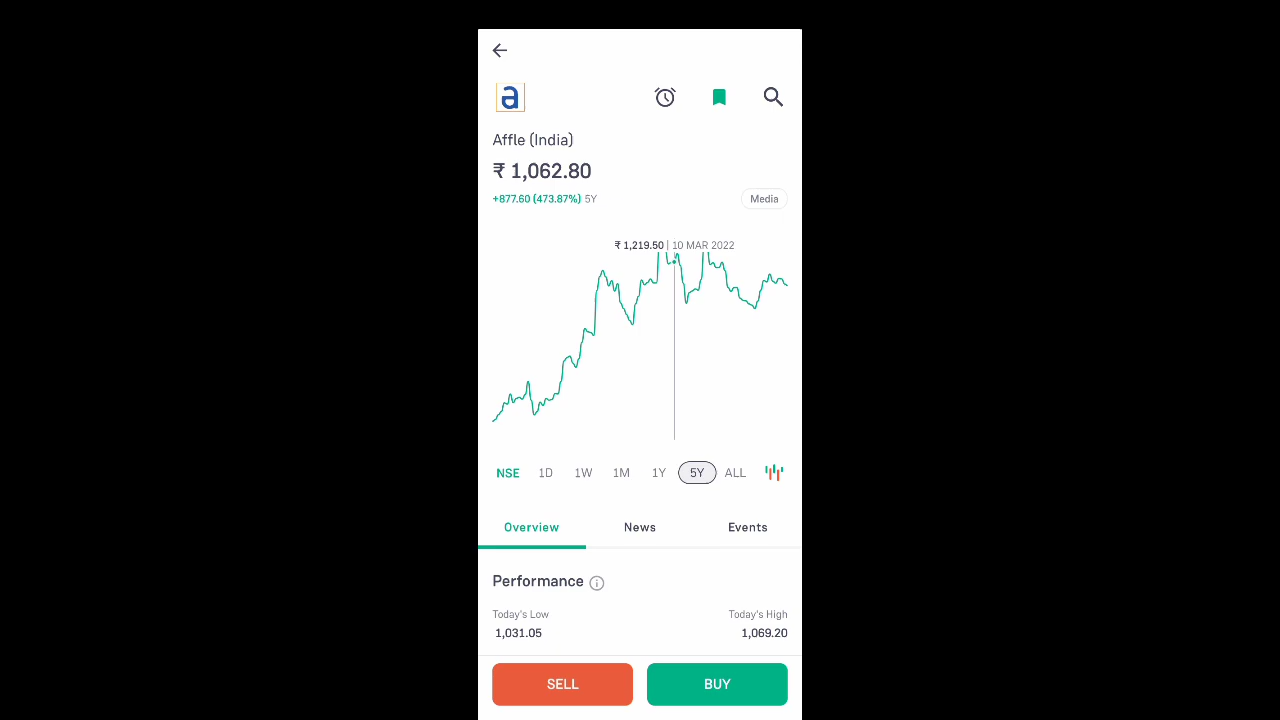 a
Affle (India)
₹ 1,062.80
+877.60 (473.87%) 5Y
Media
₹ 1,219.50 | 10 MAR 2022
NSE 1D 1W 1M 1Y 5Y ALL
Overview News Events
Performance
Today's Low Today's High
1,031.05 1,069.20
SELL BUY